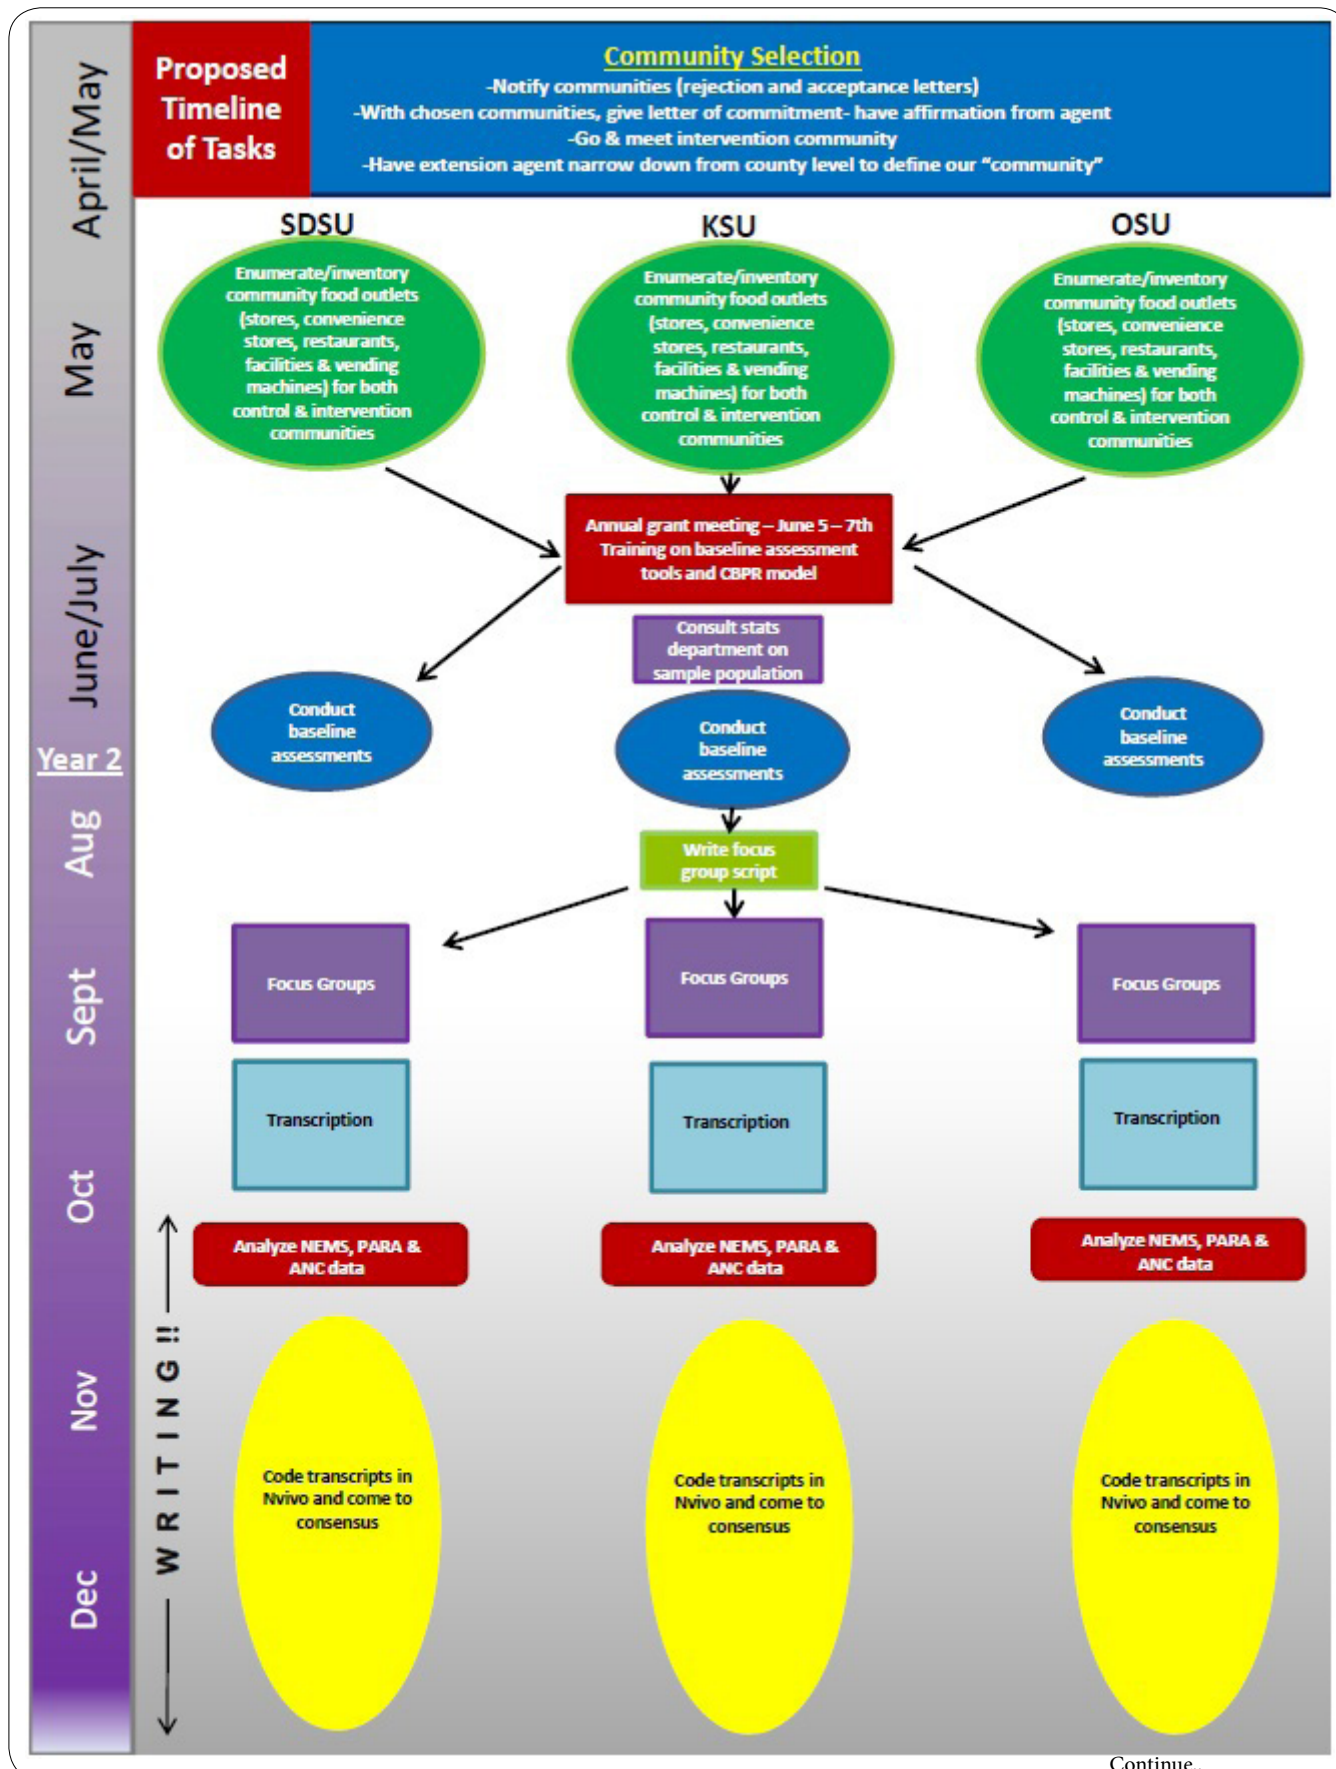 Proposed
Timeline
of Tasks
Community Selection
-Notify communities (rejection and acceptance letters)
-With chosen communities, give letter of commitment- have affirmation from agent
-Go & meet intervention community
-Have extension agent narrow down from county level to define our “community”
April/May
May
June/July
Year 2
Aug
Sept
Oct
Nov
Dec
SDSU
KSU
OSU
Enumerate/inventory
community food outlets
(stores, convenience
stores, restaurants,
facilities & vending
machines) for both
control & intervention
communities
Enumerate/inventory
community food outlets
(stores, convenience
stores, restaurants,
facilities & vending
machines) for both
control & intervention
communities
Enumerate/inventory
community food outlets
(stores, convenience
stores, restaurants,
facilities & vending
machines) for both
control & intervention
communities
Annual grant meeting – June 5 – 7th
Training on baseline assessment
tools and CBPR model
Consult stats
department on
sample population
Conduct
baseline
assessments
Conduct
baseline
assessments
Conduct
baseline
assessments
Write focus
group script
Focus Groups
Focus Groups
Focus Groups
Transcription
Transcription
Transcription
WRITING!!
Analyze NEMS, PARA &
ANC data
Analyze NEMS, PARA &
ANC data
Analyze NEMS, PARA &
ANC data
Code transcripts in
Nvivo and come to
consensus
Code transcripts in
Nvivo and come to
consensus
Code transcripts in
Nvivo and come to
consensus
Continue..